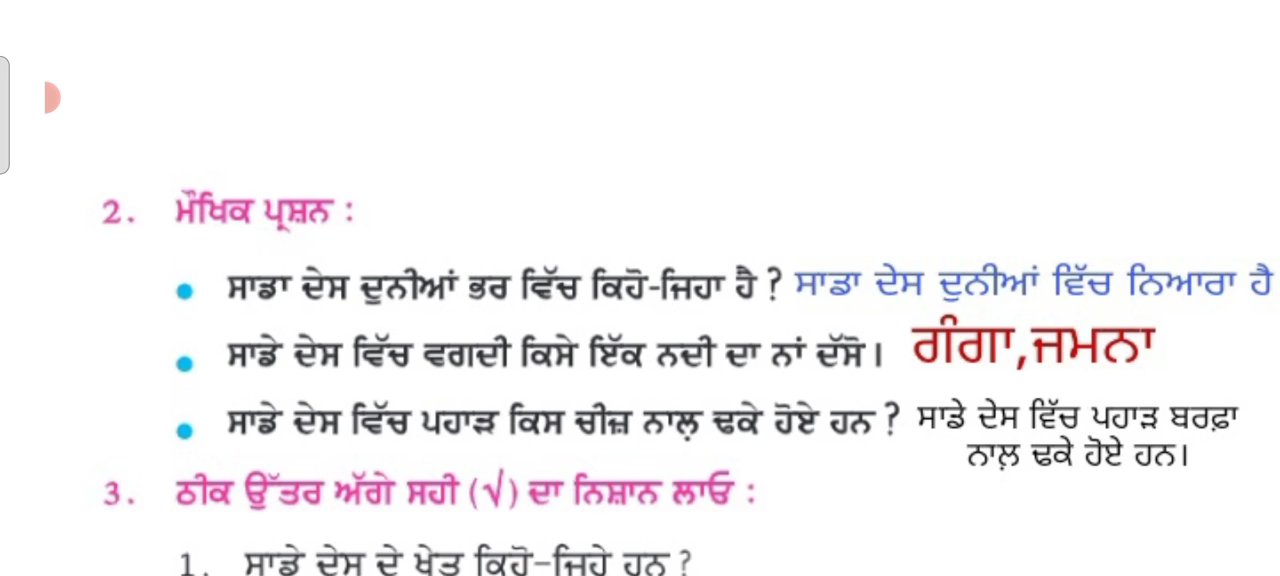 2. ਮੌਖਿਕ ਪ੍ਰਸ਼ਨ :
ਸਾਡਾ ਦੇਸ ਦੁਨੀਆਂ ਭਰ ਵਿੱਚ ਕਿਹੋ-ਜਿਹਾ ਹੈ ? ਸਾਡਾ ਦੇਸ ਦੁਨੀਆਂ ਵਿੱਚ ਨਿਆਰਾ ਹੈ
ਸਾਡੇ ਦੇਸ ਵਿੱਚ ਵਗਦੀ ਕਿਸੇ ਇੱਕ ਨਦੀ ਦਾ ਨਾਂ ਦੱਸੋ। ਗੰਗਾ,ਜਮਨਾ
ਸਾਡੇ ਦੇਸ ਵਿੱਚ ਪਹਾੜ ਕਿਸ ਚੀਜ਼ ਨਾਲ਼ ਢਕੇ ਹੋਏ ਹਨ ? ਸਾਡੇ ਦੇਸ ਵਿੱਚ ਪਹਾੜ ਬਰਫ਼ਾ
ਨਾਲ਼ ਢਕੇ ਹੋਏ ਹਨ।
3. ਠੀਕ ਉੱਤਰ ਅੱਗੇ ਸਹੀ (√) ਦਾ ਨਿਸ਼ਾਨ ਲਾਓ :
1. ਸਾਡੇ ਦੇਸ ਦੇ ਖੇਤ ਕਿਹੋ-ਜਿਹੇ ਹਨ ?